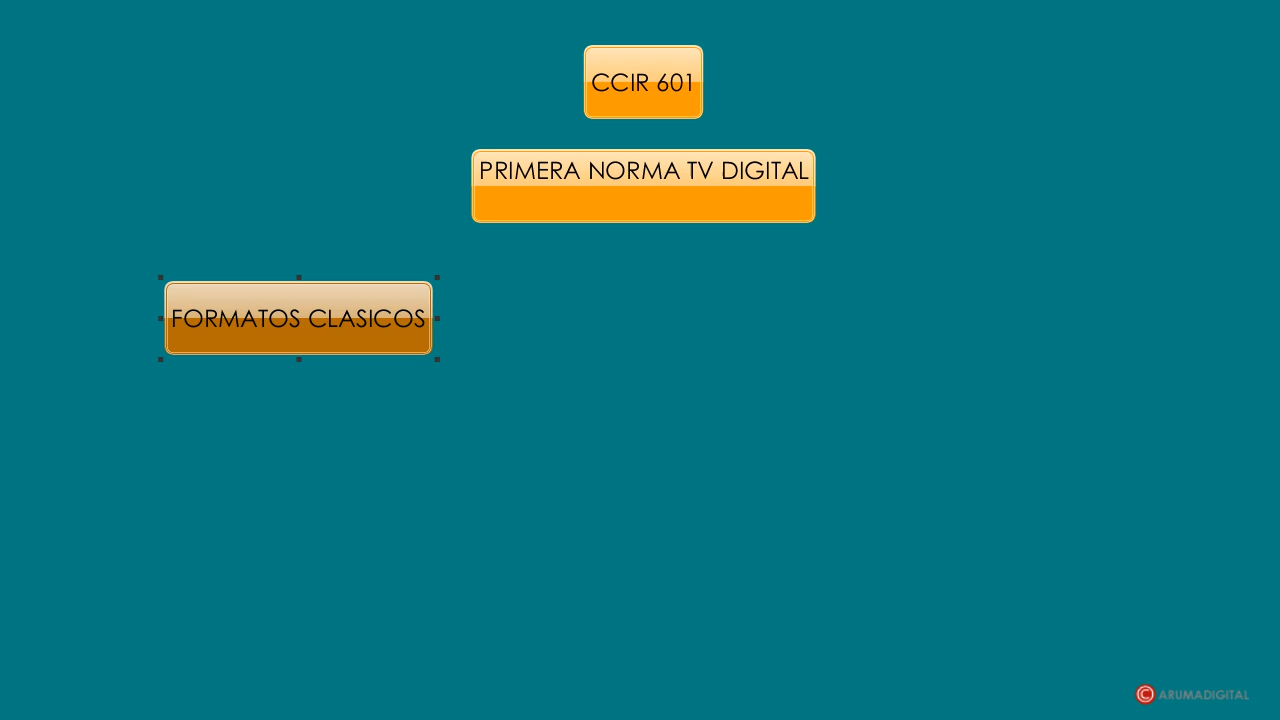 CCIR 601
PRIMERA NORMA TV DIGITAL
FORMATOS CLASICOS
© ARUMADIGITAL